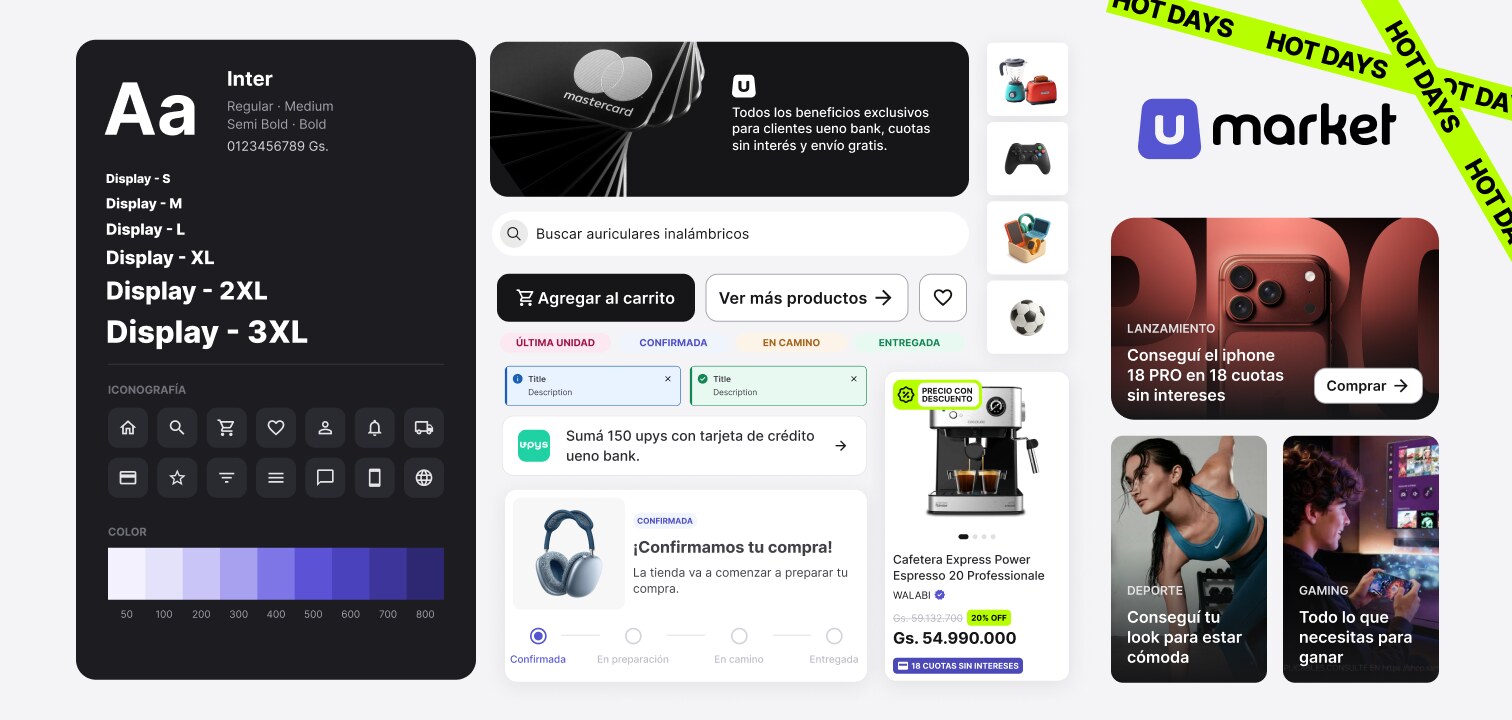 Aa
Inter
Regular · Medium
Semi Bold · Bold
0123456789 Gs.
Display - S
Display - M
Display - L
Display - XL
Display - 2XL
Display - 3XL
ICONOGRAFÍA
COLOR
50 100 200 300 400 500 600 700 800
mastercard
u
Todos los beneficios exclusivos
para clientes ueno bank, cuotas
sin interés y envío gratis.
Buscar auriculares inalámbricos
Agregar al carrito
Ver más productos
ÚLTIMA UNIDAD
CONFIRMADA
EN CAMINO
ENTREGADA
Title
Description
Title
Description
upys
Sumá 150 upys con tarjeta de crédito
ueno bank.
CONFIRMADA
¡Confirmamos tu compra!
La tienda va a comenzar a preparar tu
compra.
Confirmada
En preparación
En camino
Entregada
PRECIO CON
DESCUENTO
Cafetera Express Power
Espresso 20 Professionale
WALABI
Gs. 59.132.700
20% OFF
Gs. 54.990.000
18 CUOTAS SIN INTERESES
HOT DAYS
HOT DAYS
HOT DA
HOT DAYS
HOT DA
u market
LANZAMIENTO
Conseguí el iphone
18 PRO en 18 cuotas
sin intereses
Comprar
DEPORTE
Conseguí tu
look para estar
cómoda
GAMING
Todo lo que
necesitas para
ganar